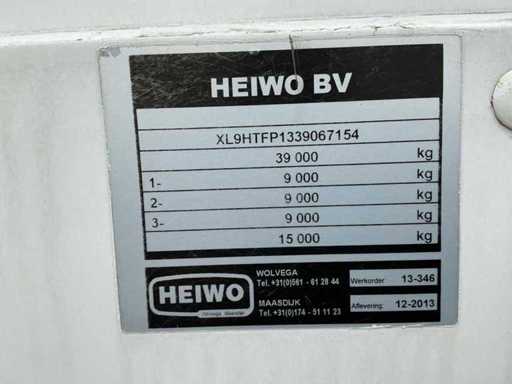 HEIWO BV
XL9HTFP1339067154
39 000 kg
1- 9 000 kg
2- 9 000 kg
3- 9 000 kg
15 000 kg
HEIWO
WOLVEGA
Tel. +31(0)561 - 61 28 44
MAASDIJK
Tel. +31(0)174 - 51 11 23
Werkorder: 13-346
Aflevering: 12-2013